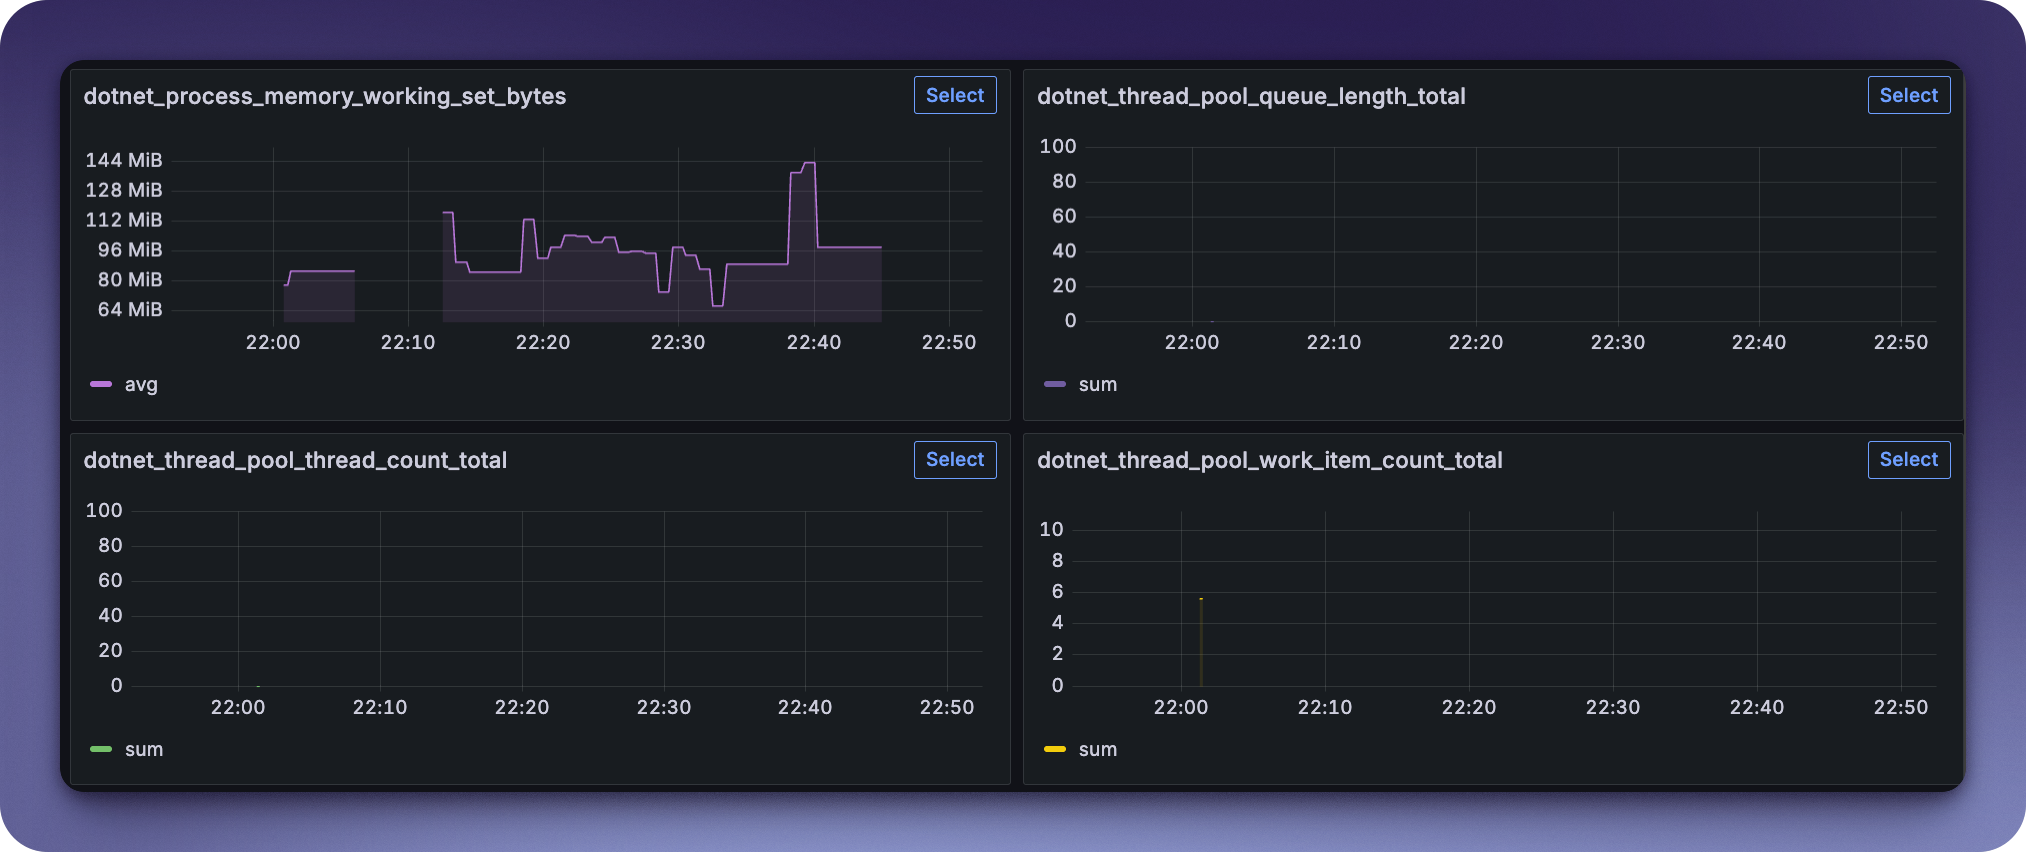 dotnet_process_memory_working_set_bytes
Select
144 MiB
128 MiB
112 MiB
96 MiB
80 MiB
64 MiB
22:00 22:10 22:20 22:30 22:40 22:50
avg
dotnet_thread_pool_queue_length_total
Select
100
80
60
40
20
0
22:00 22:10 22:20 22:30 22:40 22:50
sum
dotnet_thread_pool_thread_count_total
Select
100
80
60
40
20
0
22:00 22:10 22:20 22:30 22:40 22:50
sum
dotnet_thread_pool_work_item_count_total
Select
10
8
6
4
2
0
22:00 22:10 22:20 22:30 22:40 22:50
sum